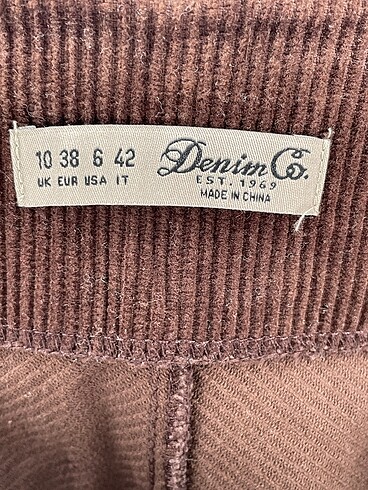 10 38 6 42
UK EUR USA IT
Denim Co.
EST. 1969
MADE IN CHINA